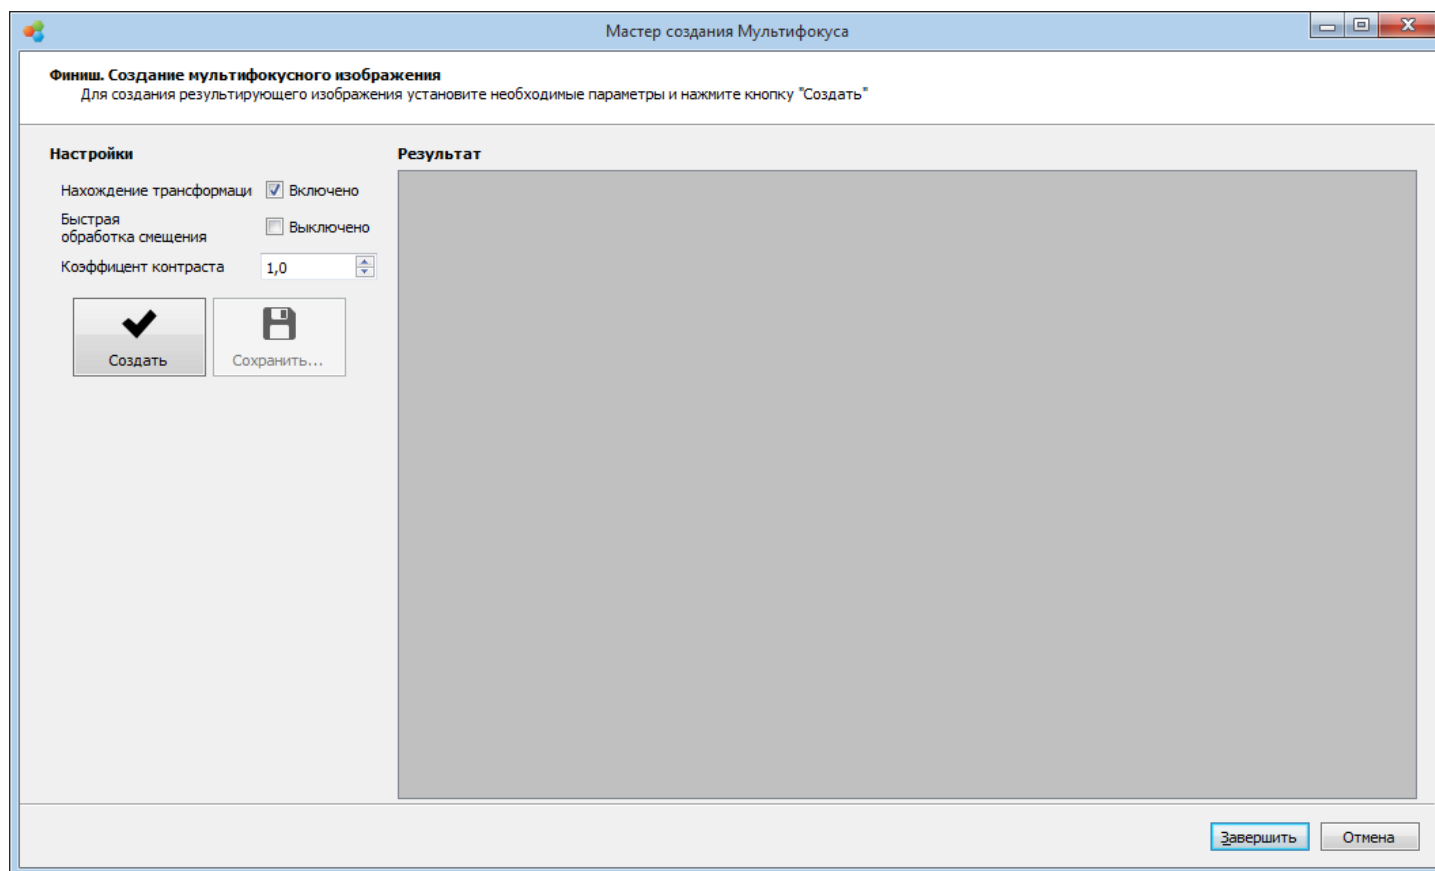 Мастер создания Мультифокуса
Финиш. Создание мультифокусного изображения
Для создания результирующего изображения установите необходимые параметры и нажмите кнопку "Создать"
Настройки
Результат
Нахождение трансформаци
Включено
Быстрая
обработка смещения
Выключено
Коэффицент контраста
1,0
Создать
Сохранить...
Завершить
Отмена